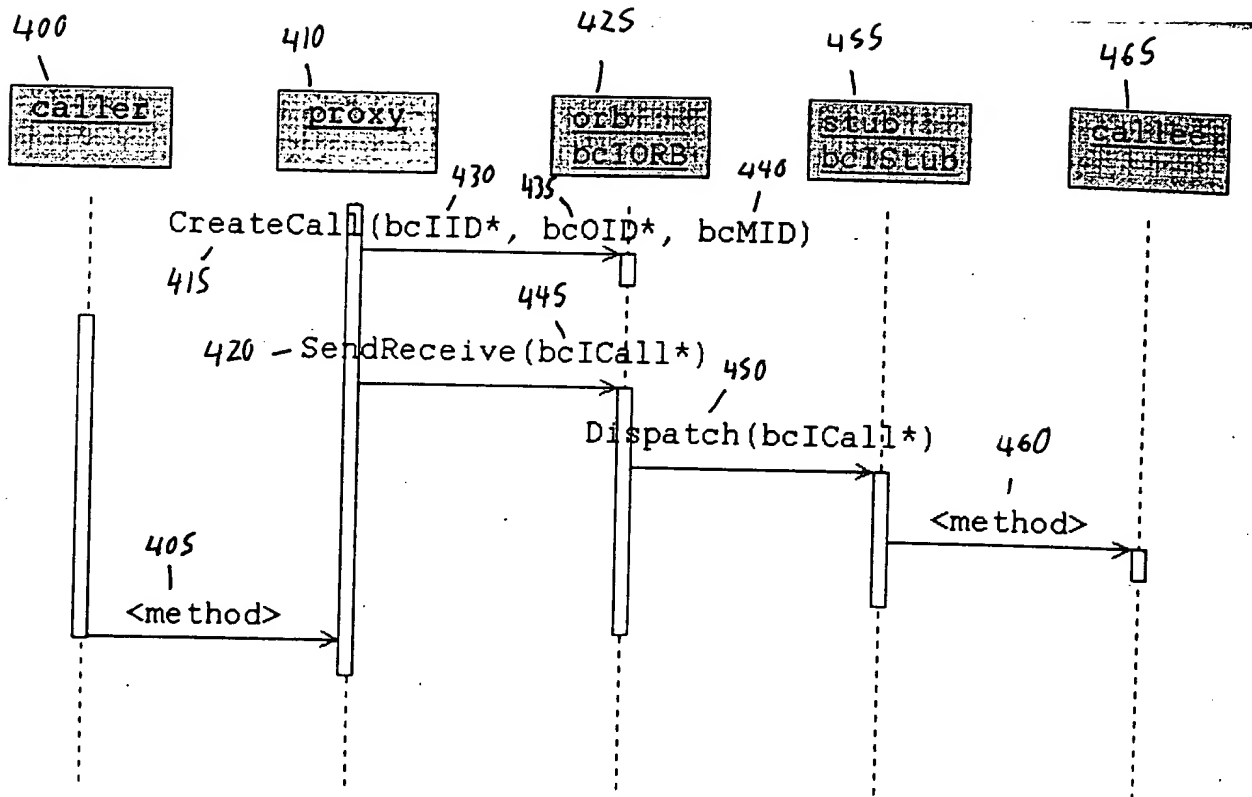 400
410
425
455
465
caller
proxy
orb :
bcIORB
stub :
bcIStub
callee
430
435
440
CreateCall(bcIID*, bcOID*, bcMID)
415
445
420 - SendReceive(bcICall*)
450
Dispatch(bcICall*)
460
<method>
405
<method>